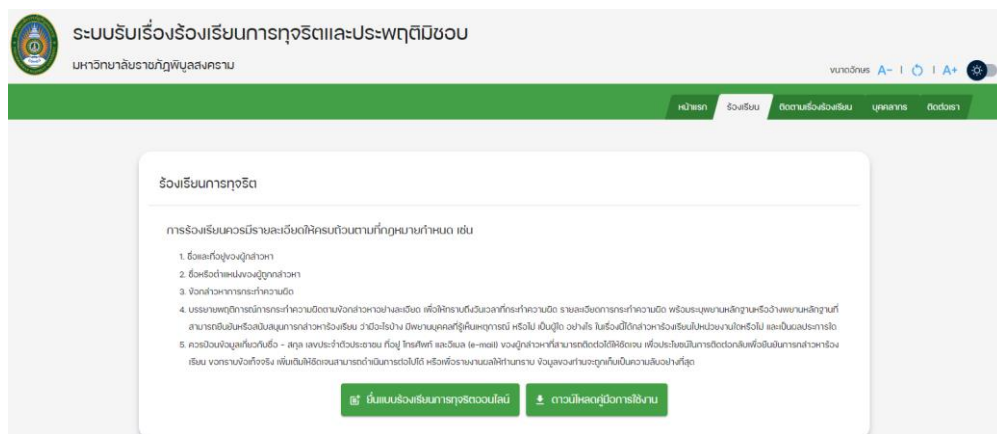 ระบบรับเรื่องร้องเรียนการทุจริตและประพฤติมิชอบ
มหาวิทยาลัยราชภัฏพิบูลสงคราม
ขนาดอักษร A- | | A+
หน้าแรก ร้องเรียน ติดตามเรื่องร้องเรียน บุคลากร ติดต่อเรา
ร้องเรียนการทุจริต
การร้องเรียนควรมีรายละเอียดให้ครบถ้วนตามที่กฎหมายกำหนด เช่น
1. ชื่อและที่อยู่ของผู้กล่าวหา
2. ชื่อหรือตำแหน่งของผู้ถูกกล่าวหา
3. ข้อกล่าวหาการกระทำความผิด
4. บรรยายพฤติการณ์การกระทำความผิดตามข้อกล่าวหาอย่างละเอียด เพื่อให้ทราบถึงวันเวลาที่กระทำความผิด รายละเอียดการกระทำความผิด พร้อมระบุพยานหลักฐานหรืออ้างพยานหลักฐานที่
สามารถยืนยันหรือสนับสนุนการกล่าวหาร้องเรียน ว่ามีอะไรบ้าง มีพยานบุคคลที่รู้เห็นเหตุการณ์ หรือไม่ เป็นผู้ใด อย่างไร ในเรื่องนี้ได้กล่าวหาร้องเรียนไปหน่วยงานใดหรือไม่ และเป็นผลประการใด
5. ควรป้อนข้อมูลเกี่ยวกับชื่อ - สกุล เลขประจำตัวประชาชน ที่อยู่ โทรศัพท์ และอีเมล (e-mail) ของผู้กล่าวหาที่สามารถติดต่อได้ให้ชัดเจน เพื่อประโยชน์ในการติดต่อกลับเพื่อยืนยันการกล่าวหาร้อง
เรียน ขอทราบข้อเท็จจริง เพิ่มเติมให้ชัดเจนสามารถดำเนินการต่อไปได้ หรือเพื่อรายงานผลให้ท่านทราบ ข้อมูลของท่านจะถูกเก็บเป็นความลับอย่างที่สุด
ยื่นแบบร้องเรียนการทุจริตออนไลน์ ดาวน์โหลดคู่มือการใช้งาน